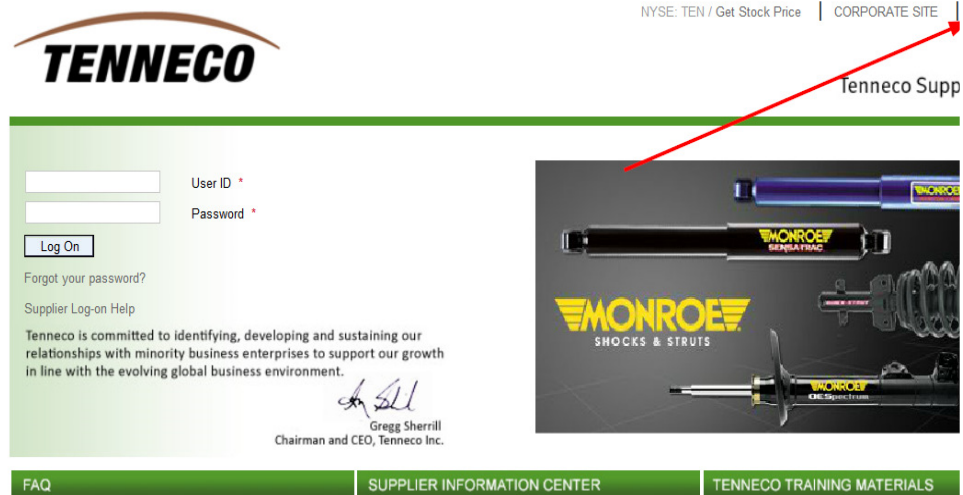 NYSE: TEN / Get Stock Price | CORPORATE SITE |
TENNECO
Tenneco Supp
User ID *
Password *
Log On
Forgot your password?
Supplier Log-on Help
Tenneco is committed to identifying, developing and sustaining our
relationships with minority business enterprises to support our growth
in line with the evolving global business environment.
Gregg Sherrill
Chairman and CEO, Tenneco Inc.
MONROE
MONROE
SENSATRAC
MONROE
SHOCKS & STRUTS
MONROE
OESpectrum
FAQ
SUPPLIER INFORMATION CENTER
TENNECO TRAINING MATERIALS